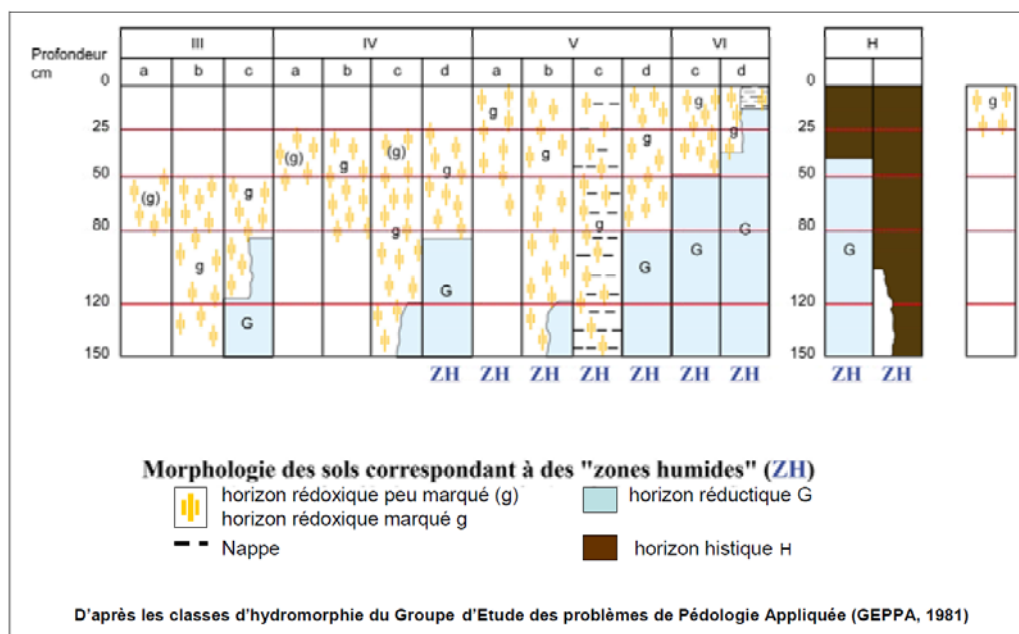 III IV V VI H
Profondeur
cm
a b c a b c d a b c d c d
0 0
g g g
25 25
g
(g) g (g) g g g
50 50
(g) g
80 g g 80
g G G
G G
120 120
G
150 150
ZH ZH ZH ZH ZH ZH ZH ZH ZH
Morphologie des sols correspondant à des "zones humides" (ZH)
horizon rédoxique peu marqué (g) horizon réductique G
horizon rédoxique marqué g
Nappe horizon histique H
D'après les classes d'hydromorphie du Groupe d'Etude des problèmes de Pédologie Appliquée (GEPPA, 1981)